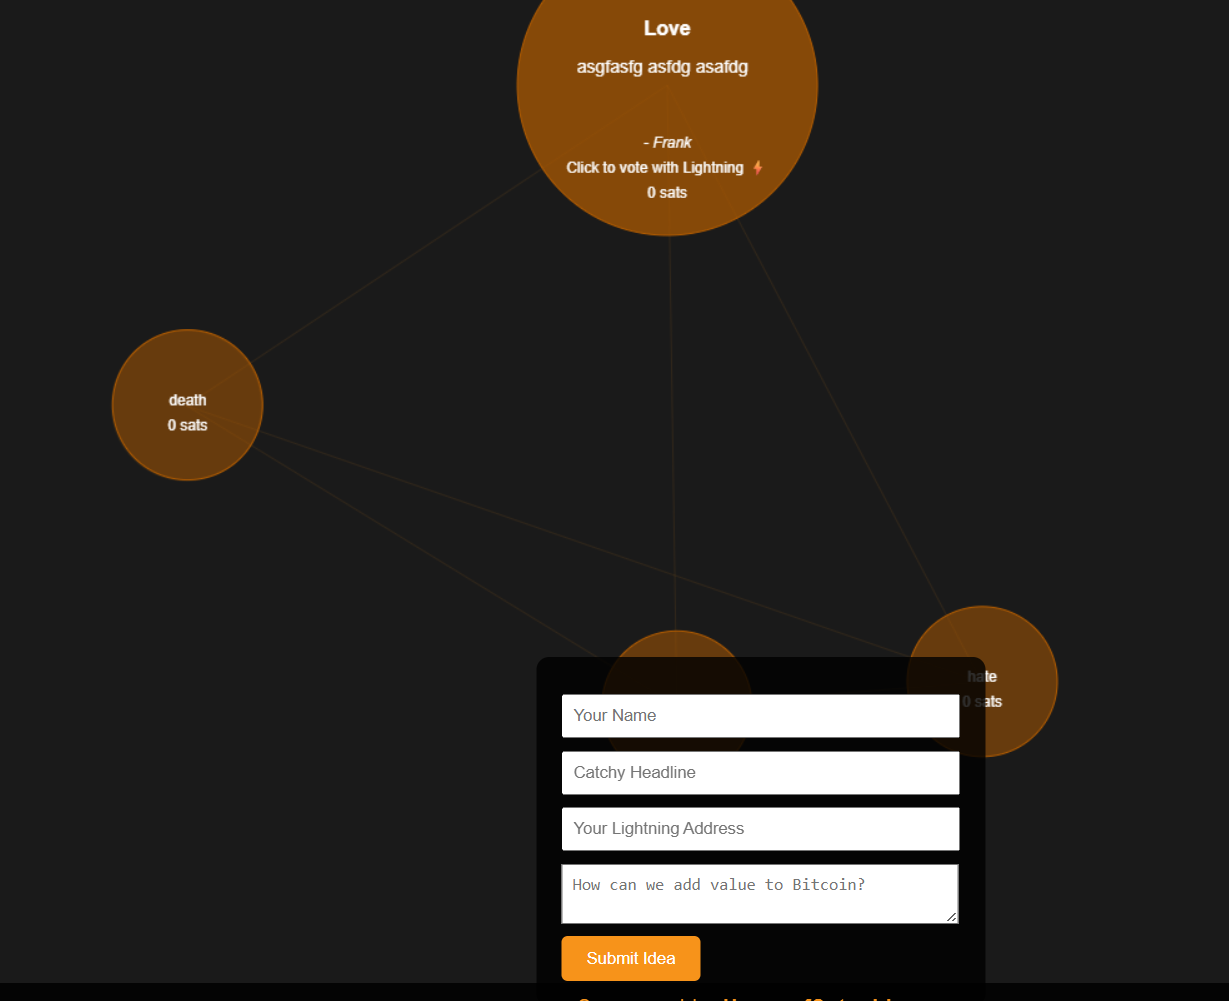 Love
asgfasfg asfdg asafdg
- Frank
Click to vote with Lightning ⚡
0 sats
death
0 sats
hate
0 sats
Your Name
Catchy Headline
Your Lightning Address
How can we add value to Bitcoin?
Submit Idea